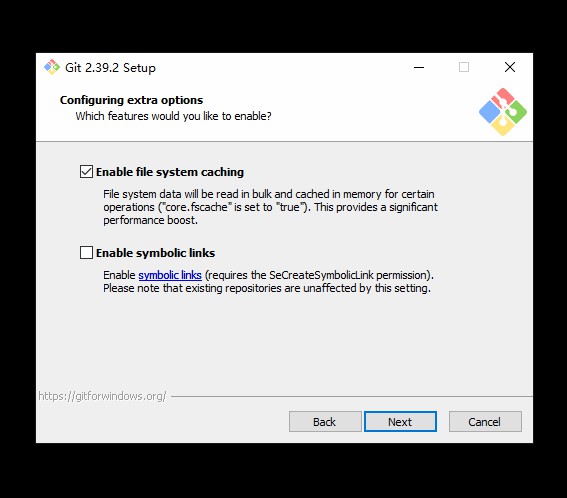 Git 2.39.2 Setup
Configuring extra options
Which features would you like to enable?
Enable file system caching
File system data will be read in bulk and cached in memory for certain
operations ("core.fscache" is set to "true"). This provides a significant
performance boost.
Enable symbolic links
Enable symbolic links (requires the SeCreateSymbolicLink permission).
Please note that existing repositories are unaffected by this setting.
https://gitforwindows.org/
Back Next Cancel